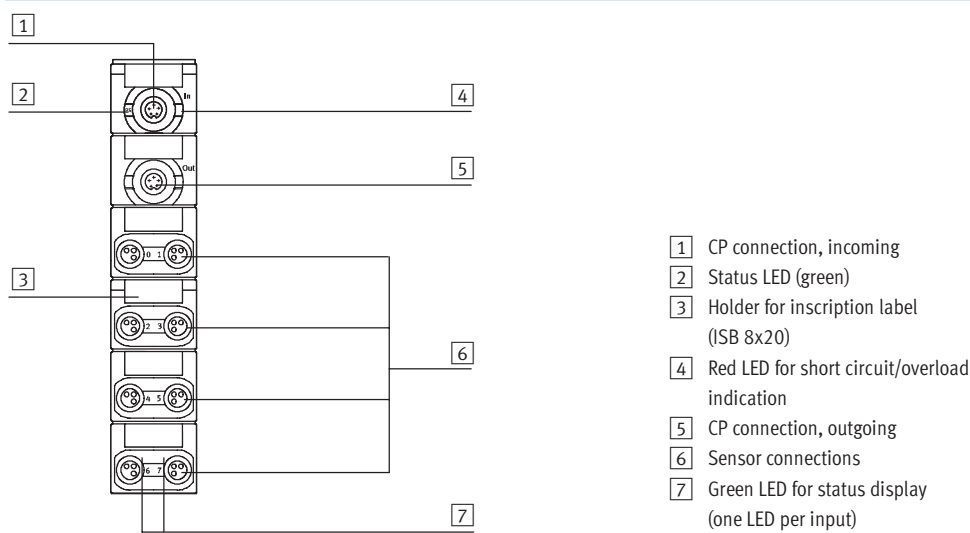 1
2
In
4
Out
5
0 1
3
2 3
6
4 5
6 7
7
1 CP connection, incoming
2 Status LED (green)
3 Holder for inscription label
(ISB 8x20)
4 Red LED for short circuit/overload
indication
5 CP connection, outgoing
6 Sensor connections
7 Green LED for status display
(one LED per input)